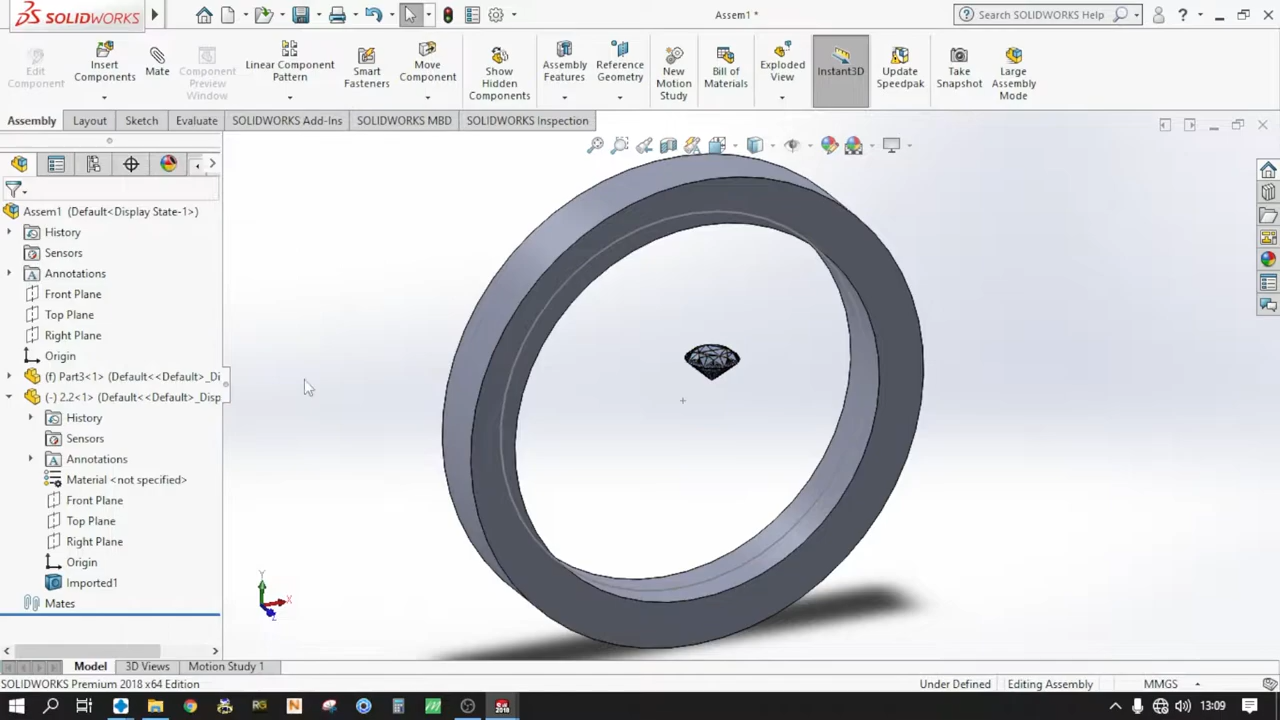 SOLIDWORKS
Assem1 *
Search SOLIDWORKS Help
Edit Component
Insert Components
Mate
Component Preview Window
Linear Component Pattern
Smart Fasteners
Move Component
Show Hidden Components
Assembly Features
Reference Geometry
New Motion Study
Bill of Materials
Exploded View
Instant3D
Update Speedpak
Take Snapshot
Large Assembly Mode
Assembly Layout Sketch Evaluate SOLIDWORKS Add-Ins SOLIDWORKS MBD SOLIDWORKS Inspection
Assem1 (Default<Display State-1>)
History
Sensors
Annotations
Front Plane
Top Plane
Right Plane
Origin
(f) Part3<1> (Default<<Default>_Di
(-) 2.2<1> (Default<<Default>_Disp
History
Sensors
Annotations
Material <not specified>
Front Plane
Top Plane
Right Plane
Origin
Imported1
Mates
Y
X
Z
Model 3D Views Motion Study 1
SOLIDWORKS Premium 2018 x64 Edition
Under Defined Editing Assembly MMGS
13:09